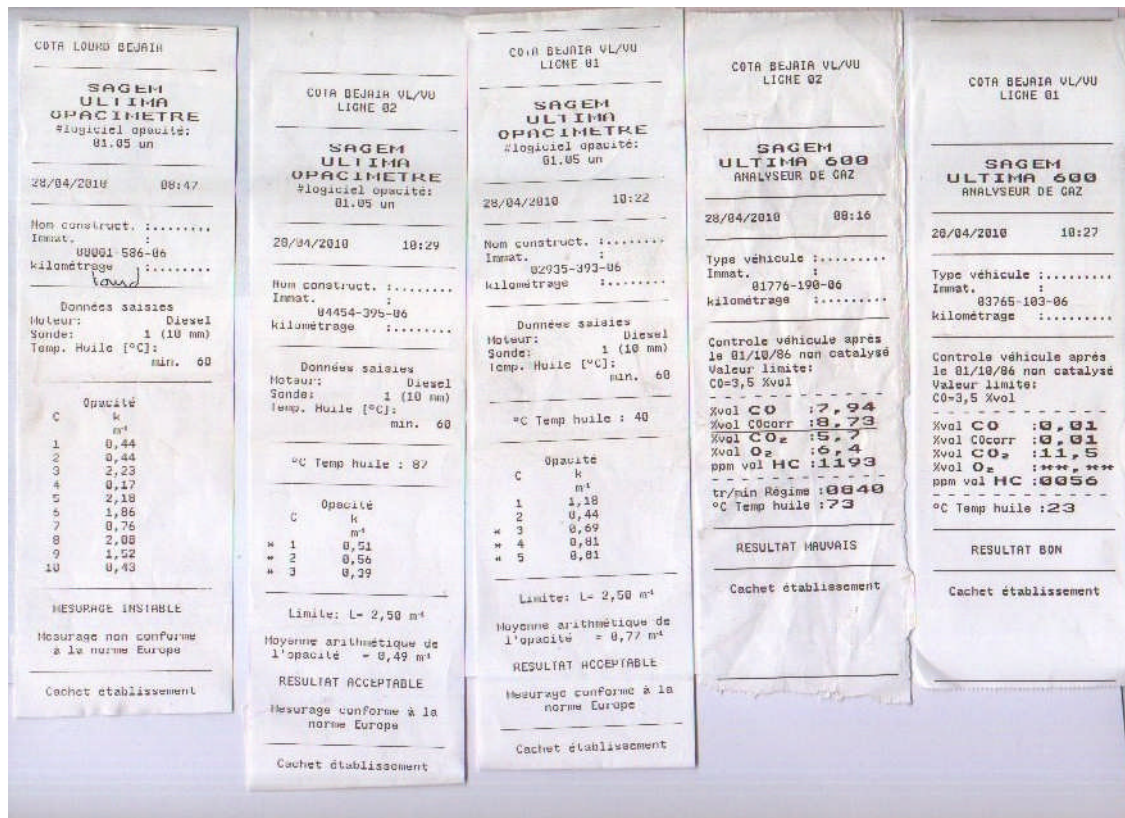 COTA LOURD BEJAIA
SAGEM
ULTIMA
OPACIMETRE
#logiciel opacité:
01.05 un
28/04/2010 08:47
Nom construct. :........
Immat. :
00001-586-06
kilométrage :........
Lourd
Données saisies
Moteur: Diesel
Sonde: 1 (10 mm)
Temp. Huile [°C]:
min. 60
Opacité
C k
m⁻¹
1 0,44
2 0,44
3 2,23
4 0,17
5 2,18
6 1,86
7 0,76
8 2,08
9 1,52
10 0,43
MESURAGE INSTABLE
Mesurage non conforme
à la norme Europe
Cachet établissement
COTA BEJAIA VL/VU
LIGNE 02
SAGEM
ULTIMA
OPACIMETRE
#logiciel opacité:
01.05 un
28/04/2010 10:29
Nom construct. :........
Immat. :
04454-395-06
kilométrage :........
Données saisies
Moteur: Diesel
Sonde: 1 (10 mm)
Temp. Huile [°C]:
min. 60
°C Temp huile : 87
Opacité
C k
m⁻¹
* 1 0,51
* 2 0,56
* 3 0,39
Limite: L= 2,50 m⁻¹
Moyenne arithmétique de
l'opacité = 0,49 m⁻¹
RESULTAT ACCEPTABLE
Mesurage conforme à la
norme Europe
Cachet établissement
COTA BEJAIA VL/VU
LIGNE 01
SAGEM
ULTIMA
OPACIMETRE
#logiciel opacité:
01.05 un
28/04/2010 10:22
Nom construct. :........
Immat. :
02935-393-06
kilométrage :........
Données saisies
Moteur: Diesel
Sonde: 1 (10 mm)
Temp. Huile [°C]:
min. 60
°C Temp huile : 40
Opacité
C k
m⁻¹
1 1,18
2 0,44
* 3 0,69
* 4 0,81
* 5 0,81
Limite: L= 2,50 m⁻¹
Moyenne arithmétique de
l'opacité = 0,77 m⁻¹
RESULTAT ACCEPTABLE
Mesurage conforme à la
norme Europe
Cachet établissement
COTA BEJAIA VL/VU
LIGNE 02
SAGEM
ULTIMA 600
ANALYSEUR DE GAZ
28/04/2010 08:16
Type véhicule :.........
Immat. :
01776-190-06
kilométrage :........
Controle véhicule après
le 01/10/86 non catalysé
Valeur limite:
CO=3,5 %vol
%vol CO :7,94
%vol COcorr :8,73
%vol CO₂ :5,7
%vol O₂ :6,4
ppm vol HC :1193
tr/min Régime :0840
°C Temp huile :73
RESULTAT MAUVAIS
Cachet établissement
COTA BEJAIA VL/VU
LIGNE 01
SAGEM
ULTIMA 600
ANALYSEUR DE GAZ
28/04/2010 10:27
Type véhicule :.........
Immat. :
03765-103-06
kilométrage :.........
Controle véhicule après
le 01/10/86 non catalysé
Valeur limite:
CO=3,5 %vol
%vol CO :0,01
%vol COcorr :0,01
%vol CO₂ :11,5
%vol O₂ :**,**
ppm vol HC :0056
°C Temp huile :23
RESULTAT BON
Cachet établissement